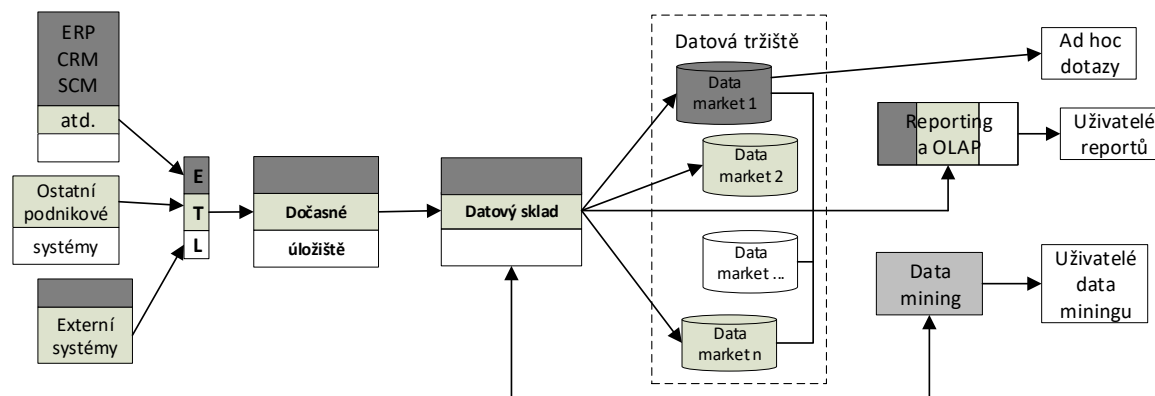 ERP
CRM
SCM
atd.
Ostatní
podnikové
systémy
Externí
systémy
E
T
L
Dočasné
úložiště
Datový sklad
Datová tržiště
Data
market 1
Data
market 2
Data
market ...
Data
market n
Ad hoc
dotazy
Reporting
a OLAP
Uživatelé
reportů
Data
mining
Uživatelé
data
miningu